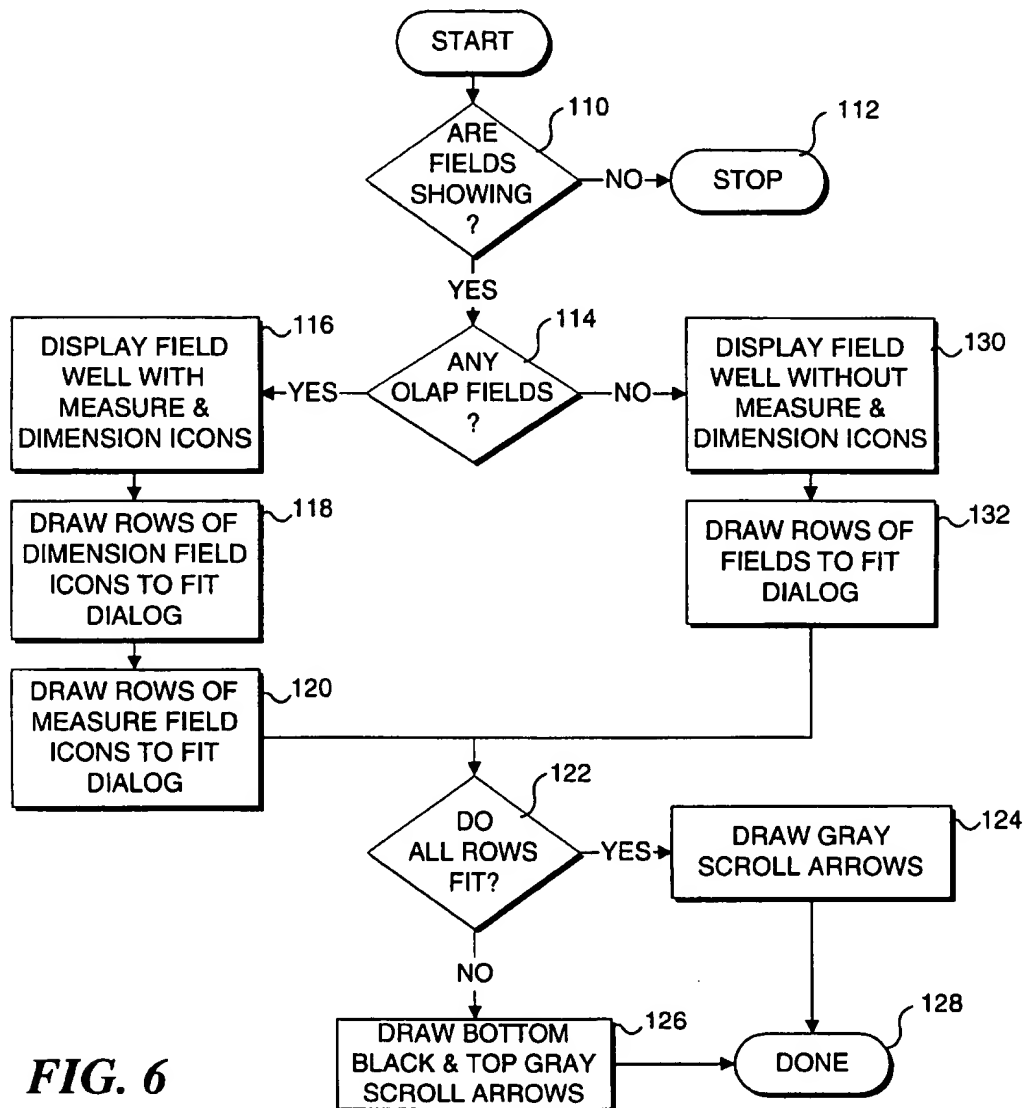 START
110
ARE
FIELDS
SHOWING
?
NO
112
STOP
YES
116
DISPLAY FIELD
WELL WITH
MEASURE &
DIMENSION ICONS
YES
114
ANY
OLAP FIELDS
?
NO
130
DISPLAY FIELD
WELL WITHOUT
MEASURE &
DIMENSION ICONS
118
DRAW ROWS OF
DIMENSION FIELD
ICONS TO FIT
DIALOG
132
DRAW ROWS OF
FIELDS TO FIT
DIALOG
120
DRAW ROWS OF
MEASURE FIELD
ICONS TO FIT
DIALOG
122
DO
ALL ROWS
FIT?
YES
124
DRAW GRAY
SCROLL ARROWS
NO
126
DRAW BOTTOM
BLACK & TOP GRAY
SCROLL ARROWS
128
DONE
FIG. 6